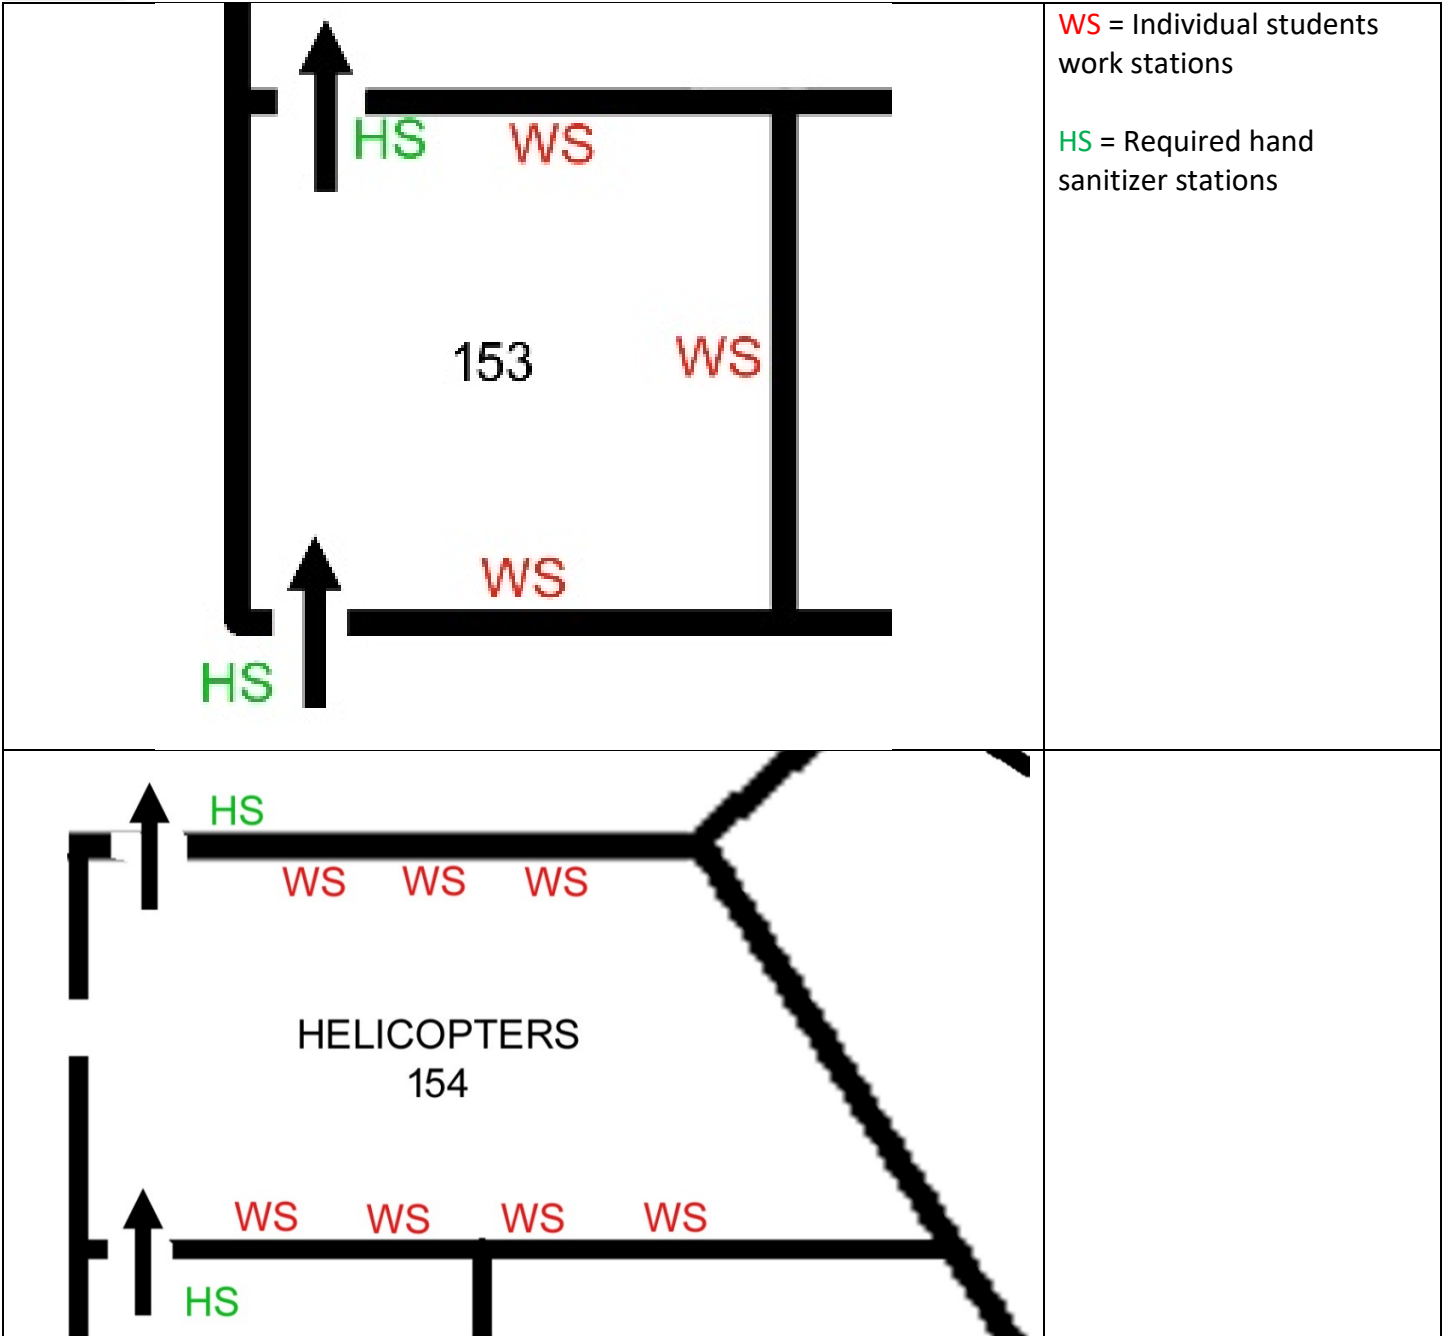 WS = Individual students
work stations
HS = Required hand
sanitizer stations
HS WS
153 WS
WS
HS
HS
WS WS WS
HELICOPTERS
154
WS WS WS WS
HS